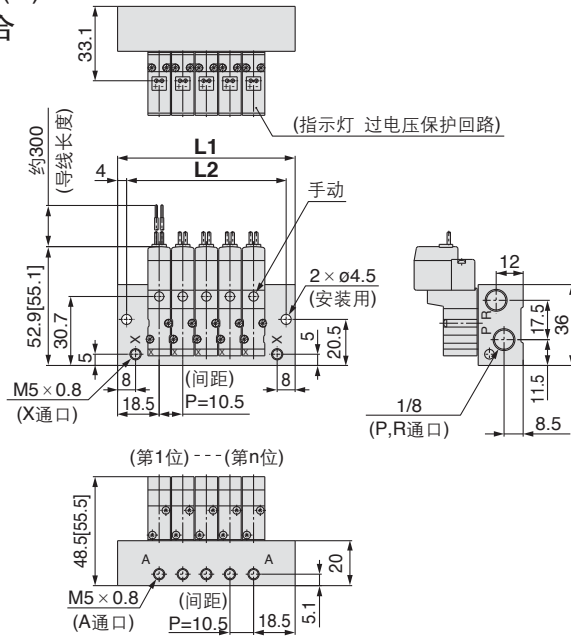 33.1
(指示灯 过电压保护回路)
约300
(导线长度)
L1
L2
4
手动
2×ø4.5
(安装用)
52.9[55.1]
30.7
5
X
X
5
20.5
8
8
M5×0.8
(X通口)
18.5
(间距)
P=10.5
12
P R
17.5
36
11.5
1/8
(P,R通口)
8.5
(第1位)---(第n位)
48.5[55.5]
A
A
20
M5×0.8
(A通口)
(间距)
P=10.5
18.5
5.1